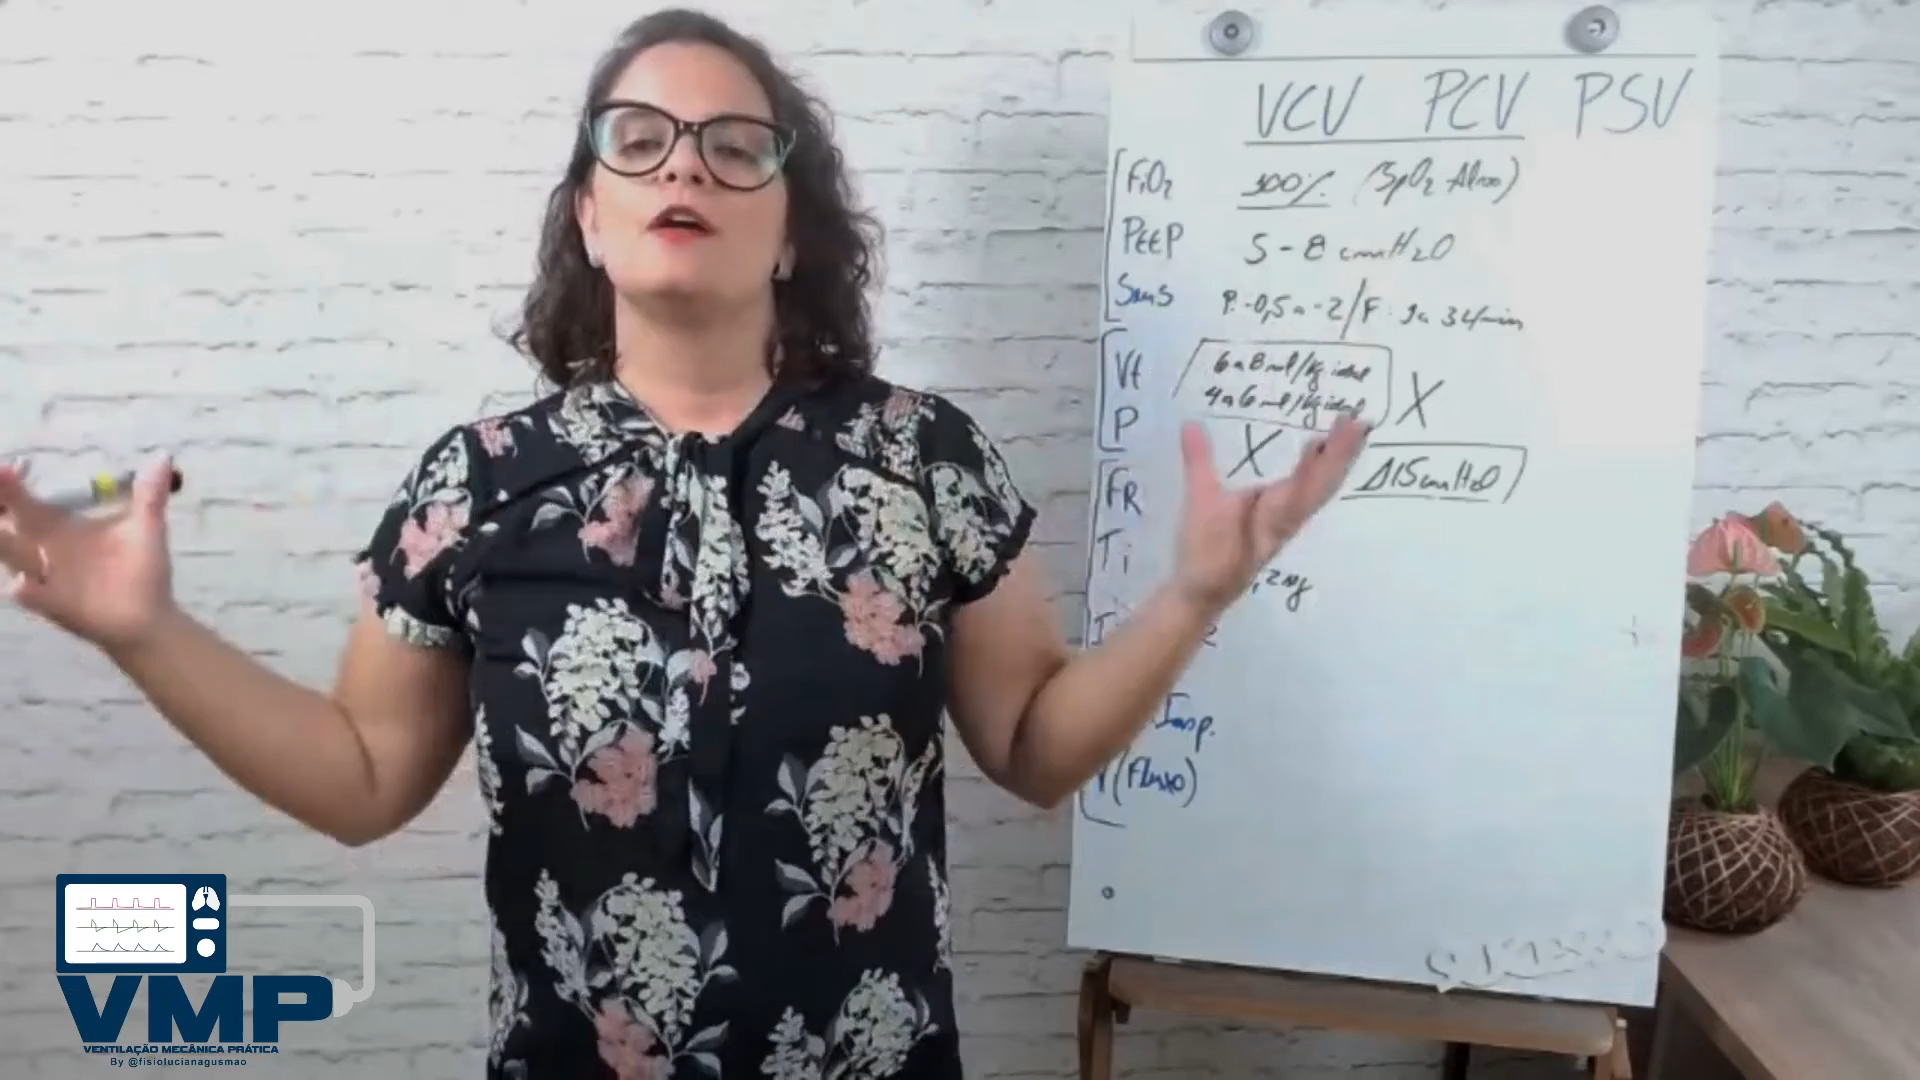 VCV PCV PSV
FiO2 100% (SpO2 Alvo)
PEEP 5 - 8 cmH2O
Sens P: -0,5 a -2 / F: 1 a 3 L/min
Vt 6 a 8 ml/Kg ideal X
4 a 6 ml/Kg ideal
P X Δ15cmH2O
FR
Ti
Insp.
(Fluxo)
VMP
VENTILAÇÃO MECÂNICA PRÁTICA
By @fisiolucianagusmao